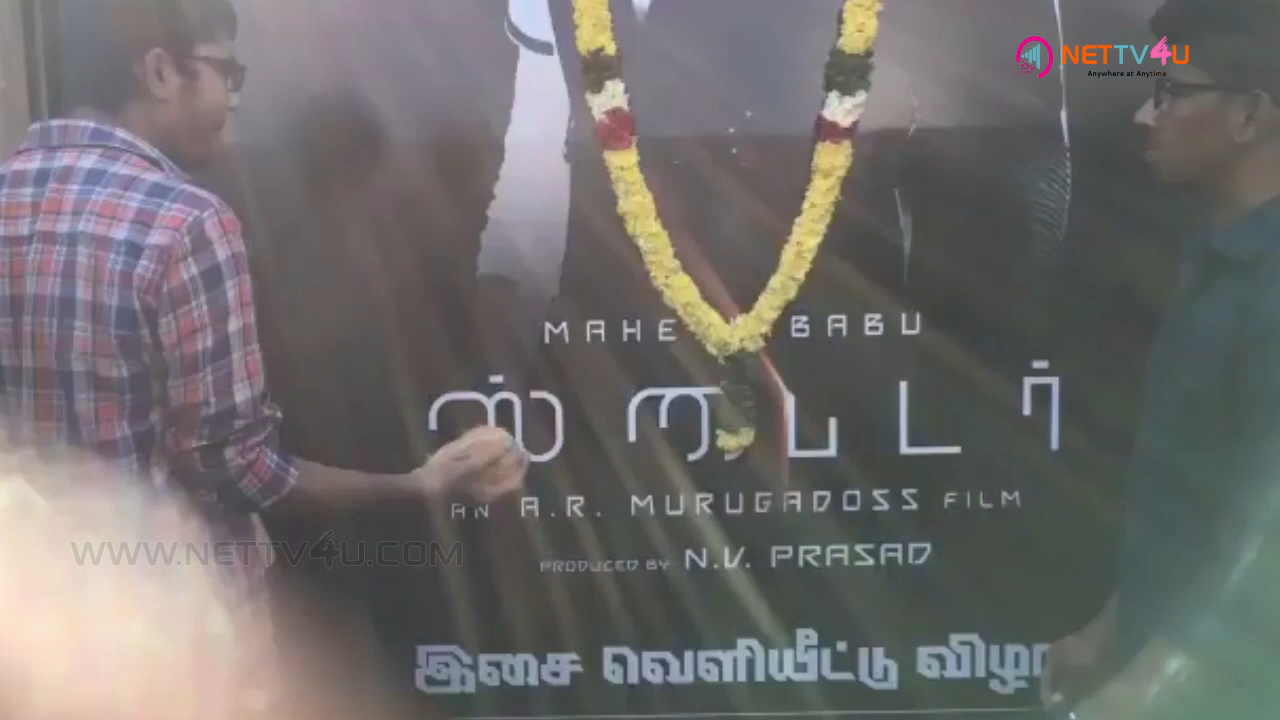 NETTV4U
Anywhere at Anytime
MAHE BABU
ஸ்பைடர்
AN A.R. MURUGADOSS FILM
WWW.NETTV4U.COM
PRODUCED BY N.V. PRASAD
இசை வெளியீட்டு விழா